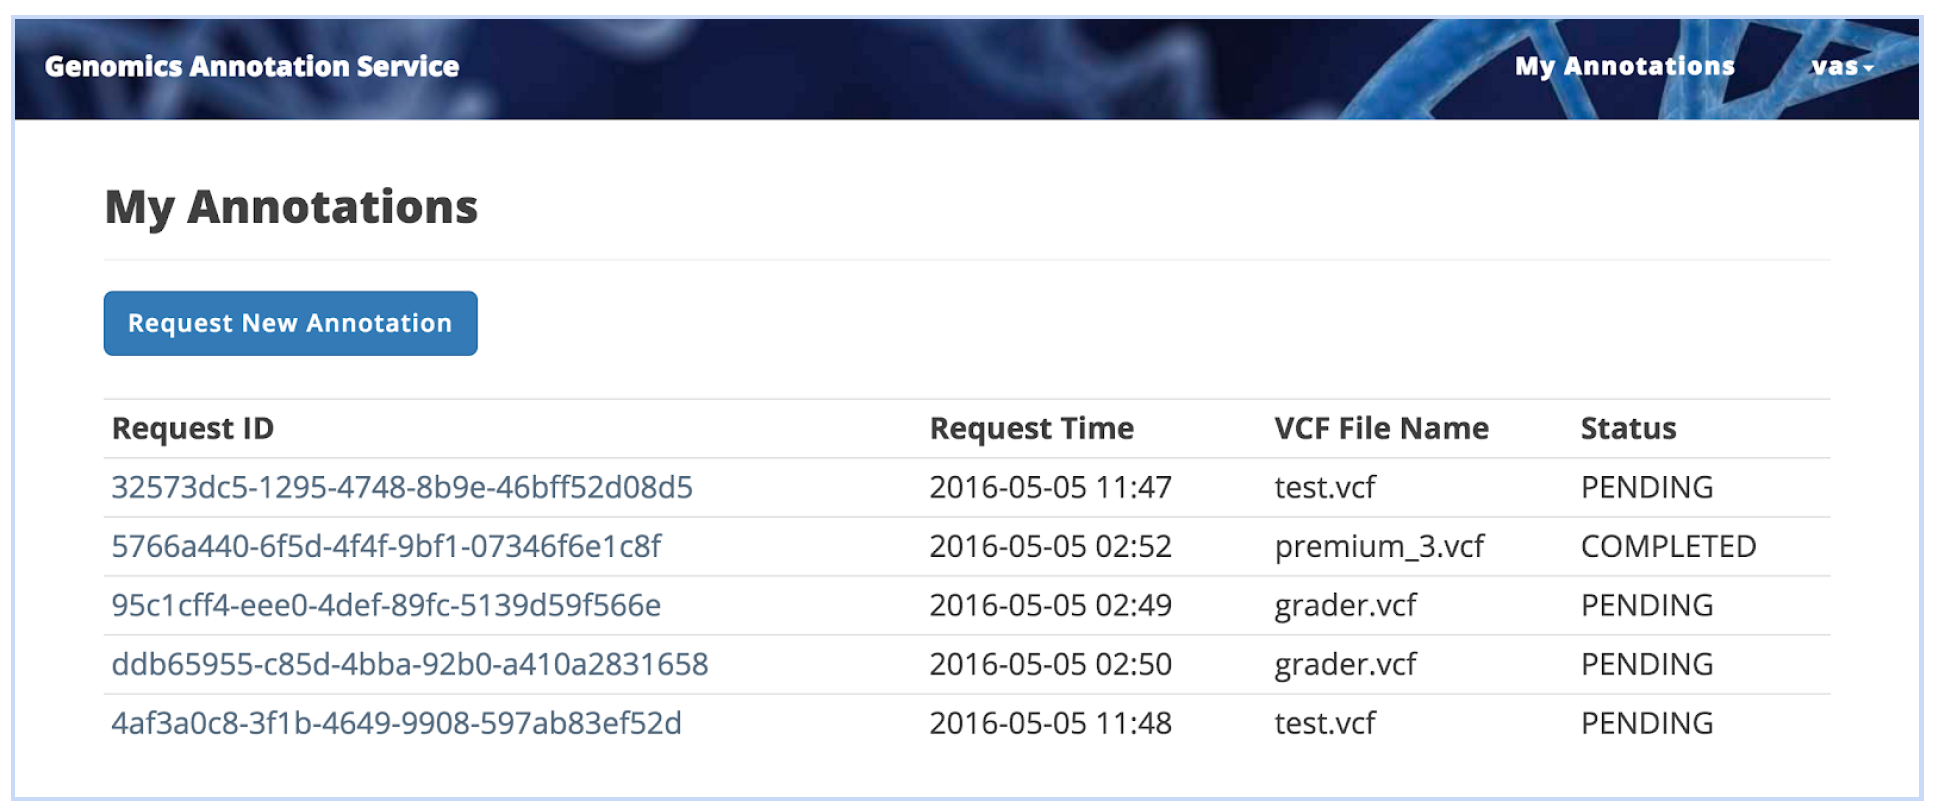 Genomics Annotation Service My Annotations vas
My Annotations
Request New Annotation
Request ID Request Time VCF File Name Status
32573dc5-1295-4748-8b9e-46bff52d08d5 2016-05-05 11:47 test.vcf PENDING
5766a440-6f5d-4f4f-9bf1-07346f6e1c8f 2016-05-05 02:52 premium_3.vcf COMPLETED
95c1cff4-eee0-4def-89fc-5139d59f566e 2016-05-05 02:49 grader.vcf PENDING
ddb65955-c85d-4bba-92b0-a410a2831658 2016-05-05 02:50 grader.vcf PENDING
4af3a0c8-3f1b-4649-9908-597ab83ef52d 2016-05-05 11:48 test.vcf PENDING